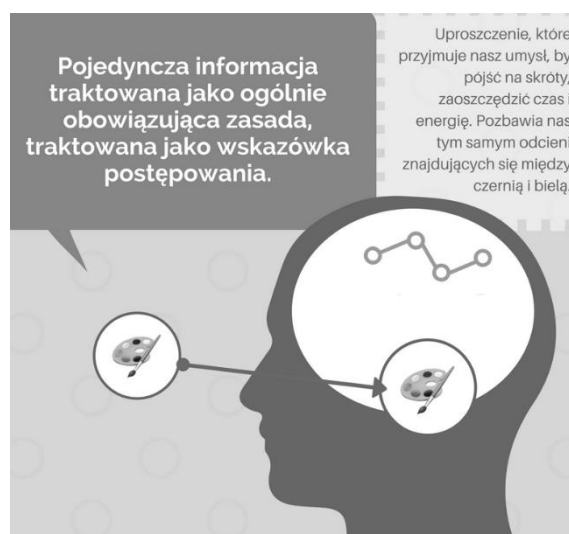 Pojedyncza informacja
traktowana jako ogólnie
obowiązująca zasada,
traktowana jako wskazówka
postępowania.
Uproszczenie, które
przyjmuje nasz umysł, by
pójść na skróty,
zaoszczędzić czas i
energię. Pozbawia nas
tym samym odcieni
znajdujących się między
czernią i bielą.